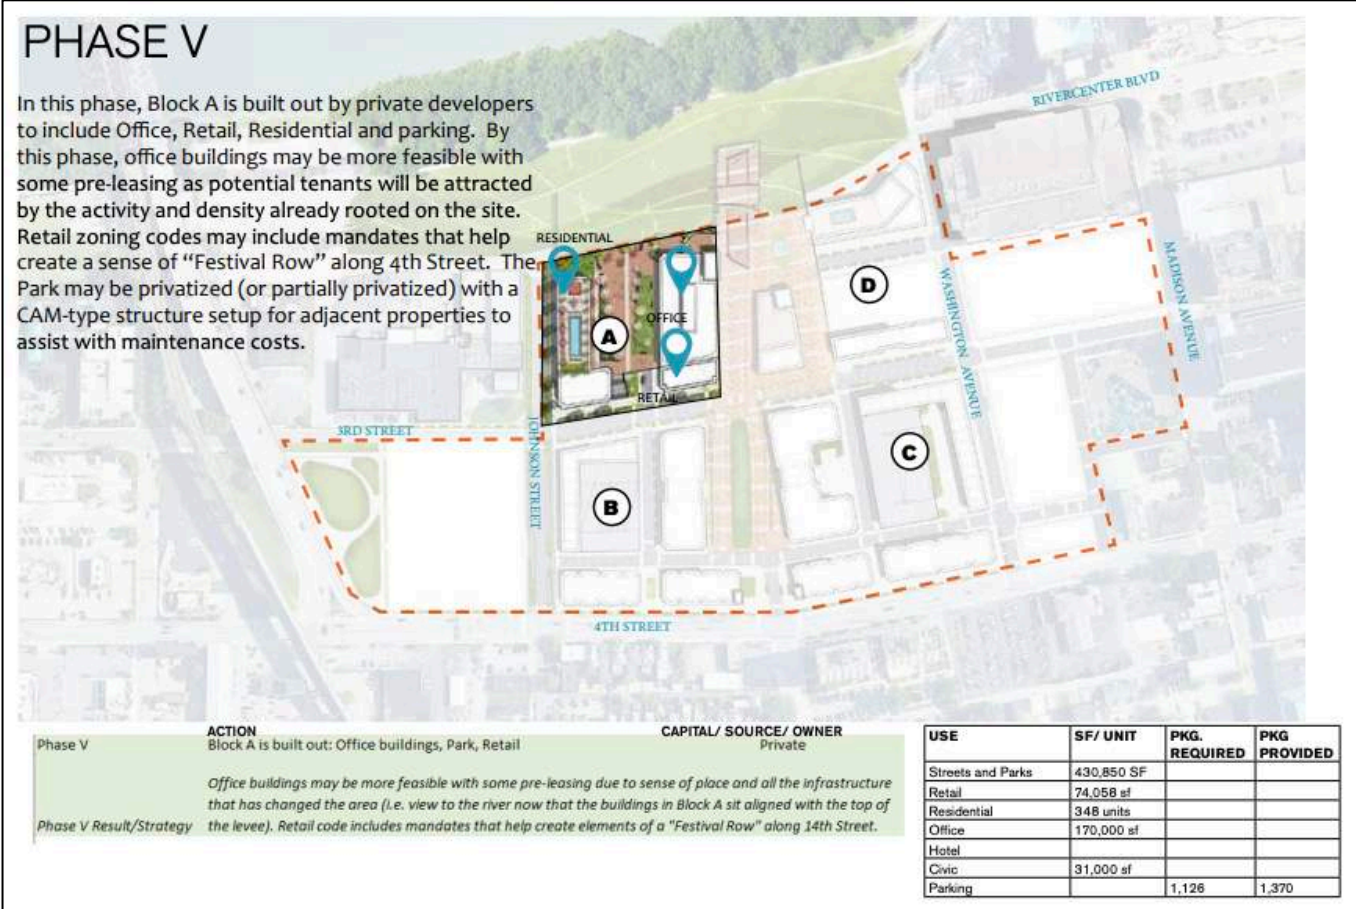 PHASE V
In this phase, Block A is built out by private developers
to include Office, Retail, Residential and parking. By
this phase, office buildings may be more feasible with
some pre-leasing as potential tenants will be attracted
by the activity and density already rooted on the site.
Retail zoning codes may include mandates that help
create a sense of “Festival Row” along 4th Street. The
Park may be privatized (or partially privatized) with a
CAM-type structure setup for adjacent properties to
assist with maintenance costs.
RIVERCENTER BLVD
RESIDENTIAL
OFFICE
RETAIL
A
B
C
D
WASHINGTON AVENUE
MADISON AVENUE
3RD STREET
JOHNSON STREET
4TH STREET
ACTION CAPITAL/ SOURCE/ OWNER
Phase V Block A is built out: Office buildings, Park, Retail Private
Office buildings may be more feasible with some pre-leasing due to sense of place and all the infrastructure
that has changed the area (i.e. view to the river now that the buildings in Block A sit aligned with the top of
Phase V Result/Strategy the levee). Retail code includes mandates that help create elements of a "Festival Row" along 14th Street.
USE SF/ UNIT PKG. REQUIRED PKG PROVIDED
Streets and Parks 430,850 SF
Retail 74,058 sf
Residential 348 units
Office 170,000 sf
Hotel
Civic 31,000 sf
Parking 1,126 1,370